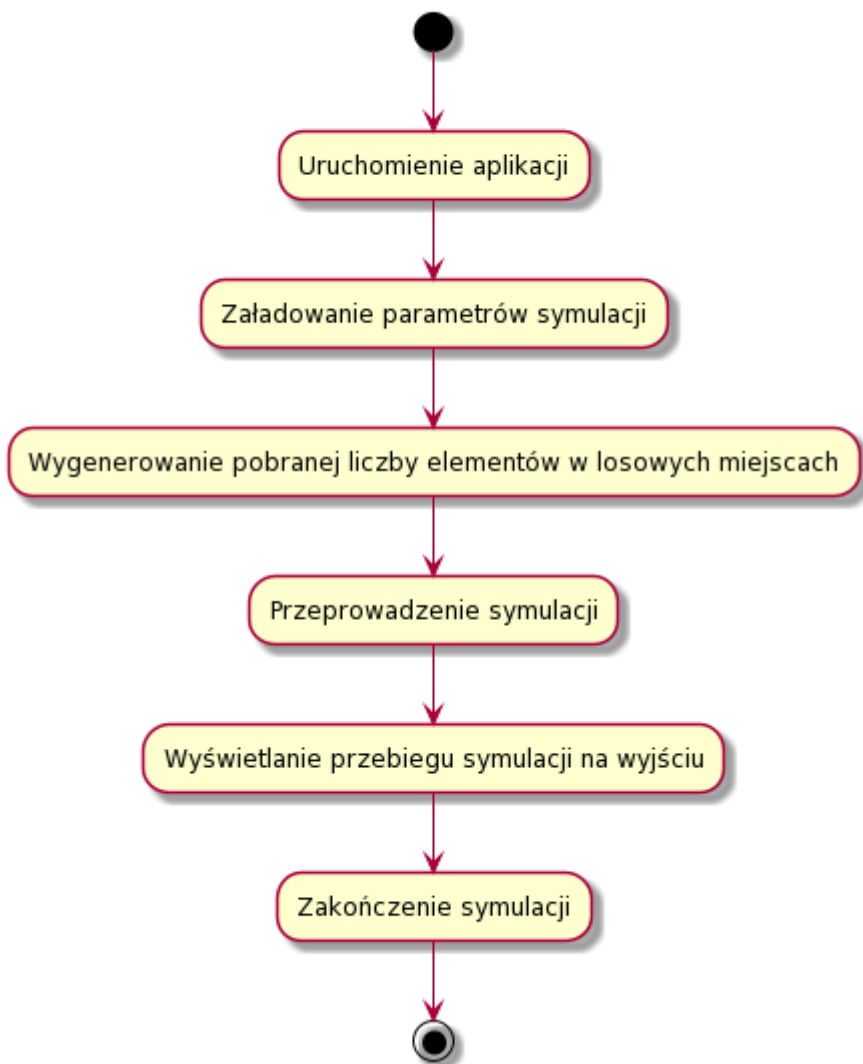 Uruchomienie aplikacji
Załadowanie parametrów symulacji
Wygenerowanie pobranej liczby elementów w losowych miejscach
Przeprowadzenie symulacji
Wyświetlanie przebiegu symulacji na wyjściu
Zakończenie symulacji